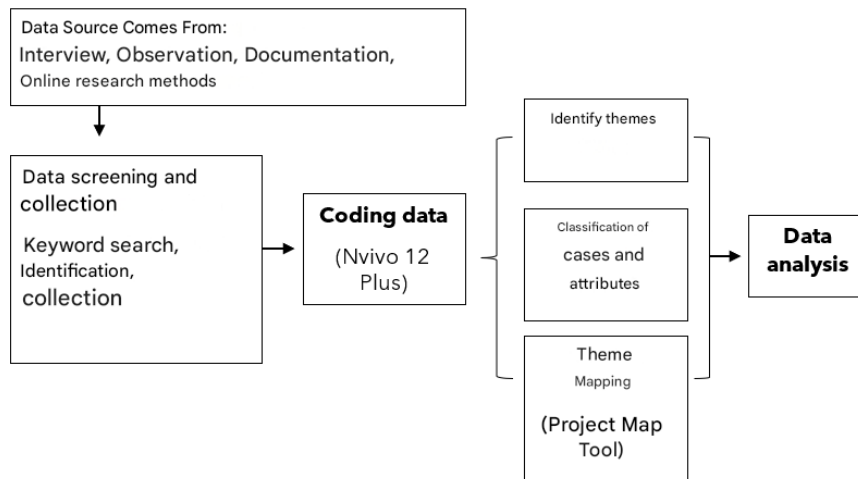 Data Source Comes From:
Interview, Observation, Documentation,
Online research methods
Data screening and
collection
Keyword search,
Identification,
collection
Coding data
(Nvivo 12
Plus)
Identify themes
Classification of
cases and
attributes
Theme
Mapping
(Project Map
Tool)
Data
analysis